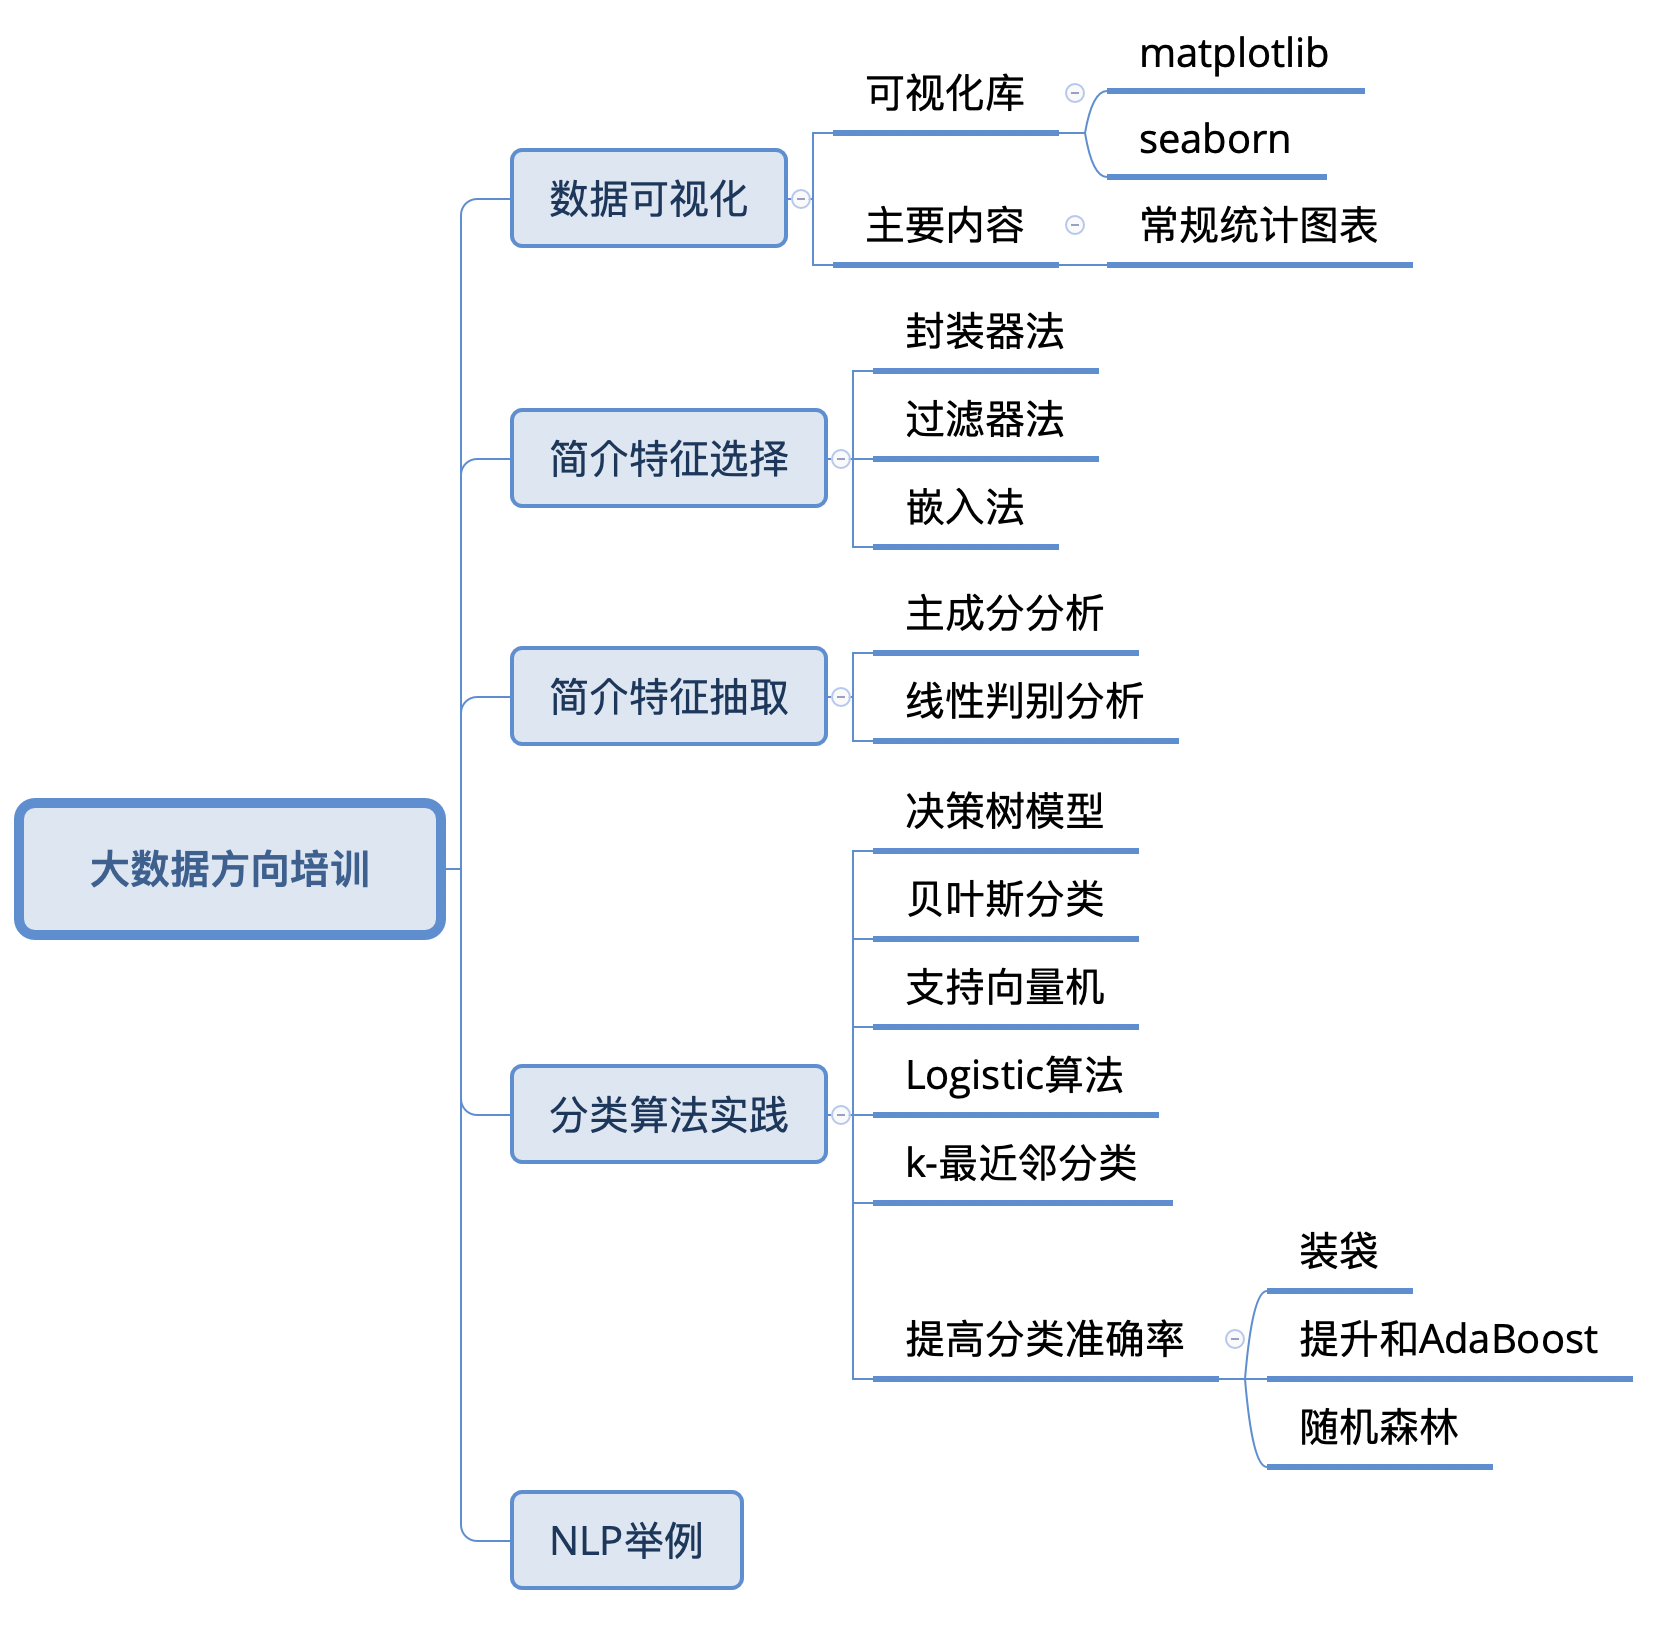 大数据方向培训
数据可视化
可视化库
matplotlib
seaborn
主要内容
常规统计图表
简介特征选择
封装器法
过滤器法
嵌入法
简介特征抽取
主成分分析
线性判别分析
分类算法实践
决策树模型
贝叶斯分类
支持向量机
Logistic算法
k-最近邻分类
提高分类准确率
装袋
提升和AdaBoost
随机森林
NLP举例